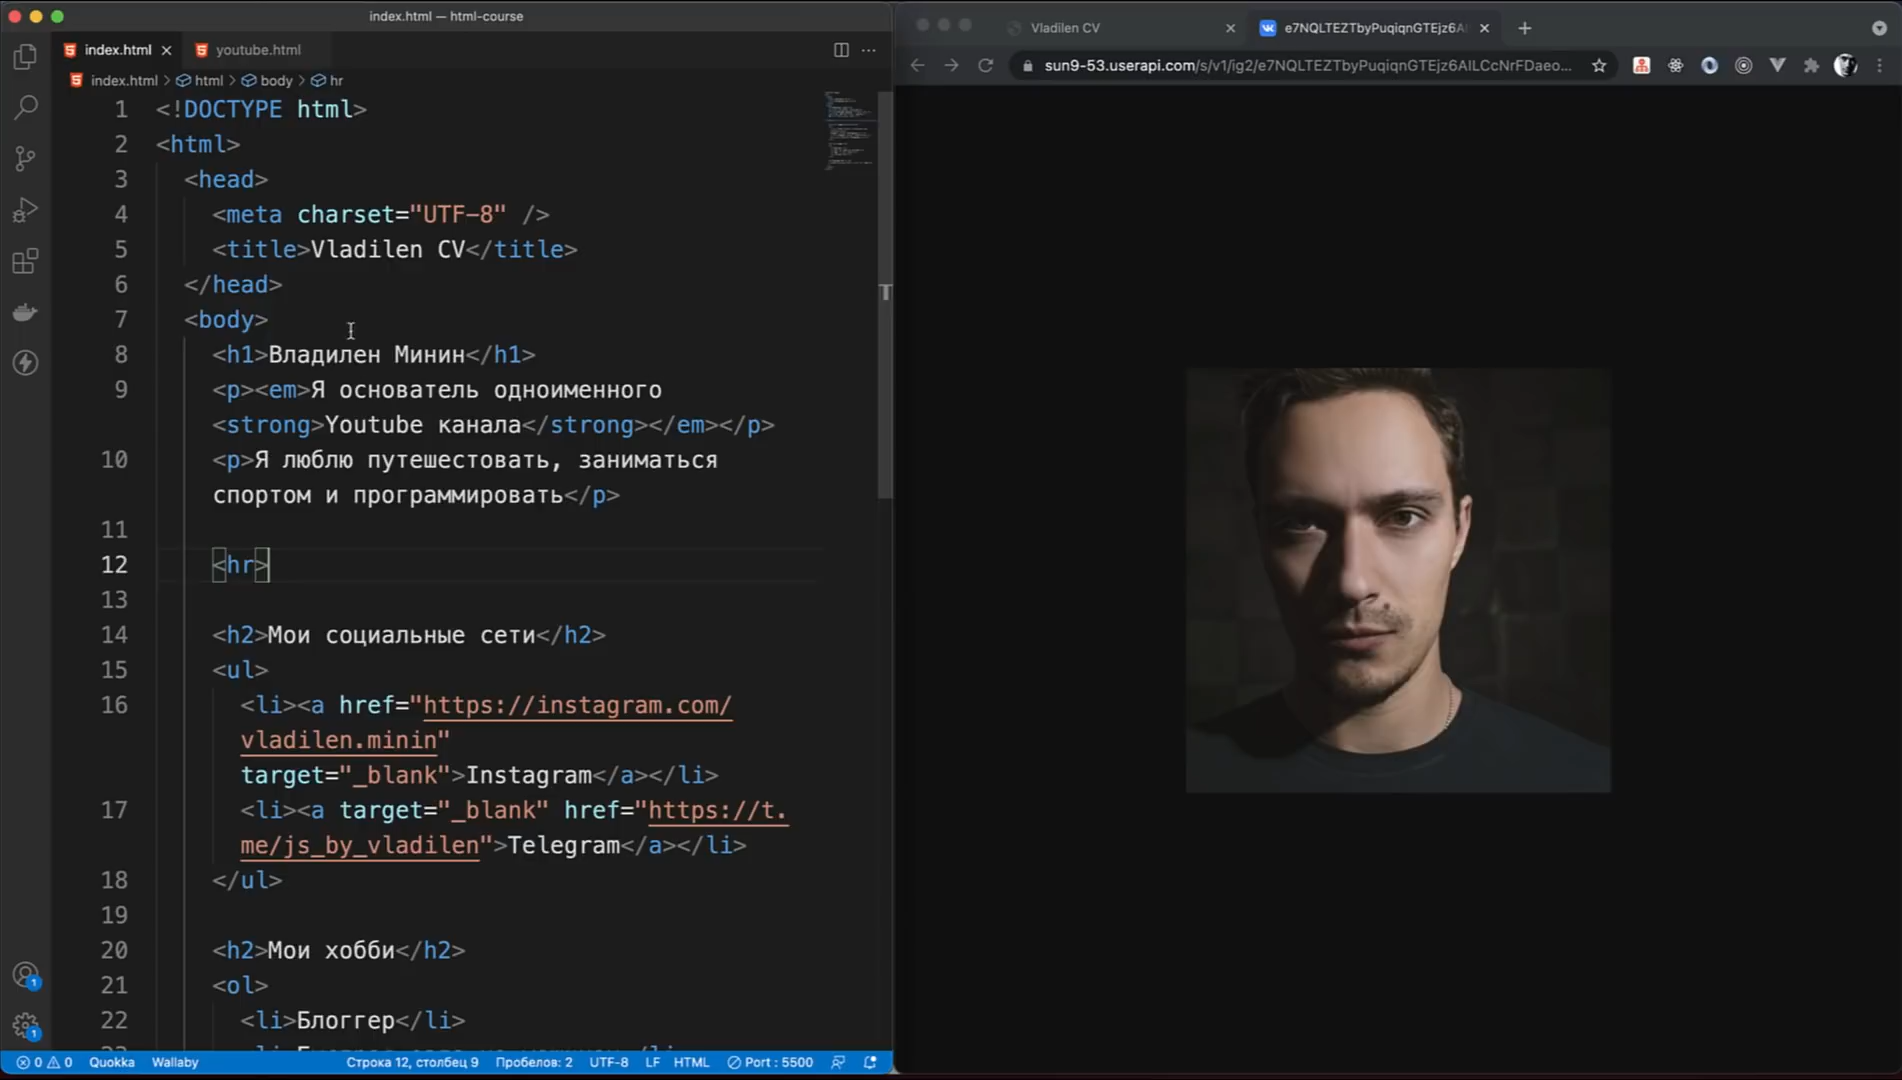 index.html — html-course
index.html
youtube.html
index.html > html > body > hr
1 <!DOCTYPE html>
2 <html>
3 <head>
4 <meta charset="UTF-8" />
5 <title>Vladilen CV</title>
6 </head>
7 <body>
8 <h1>Владилен Минин</h1>
9 <p><em>Я основатель одноименного
<strong>Youtube канала</strong></em></p>
10 <p>Я люблю путешествовать, заниматься
спортом и программировать</p>
11
12 <hr>
13
14 <h2>Мои социальные сети</h2>
15 <ul>
16 <li><a href="https://instagram.com/
vladilen.minin"
target="_blank">Instagram</a></li>
17 <li><a target="_blank" href="https://t.
me/js_by_vladilen">Telegram</a></li>
18 </ul>
19
20 <h2>Мои хобби</h2>
21 <ol>
22 <li>Блоггер</li>
1
1
0 0 Quokka Wallaby Строка 12, столбец 9 Пробелов: 2 UTF-8 LF HTML Port : 5500
Vladilen CV
e7NQLTEZTbyPuqiqnGTEjz6A
sun9-53.userapi.com/s/v1/ig2/e7NQLTEZTbyPuqiqnGTEjz6AILCcNrFDaeo...